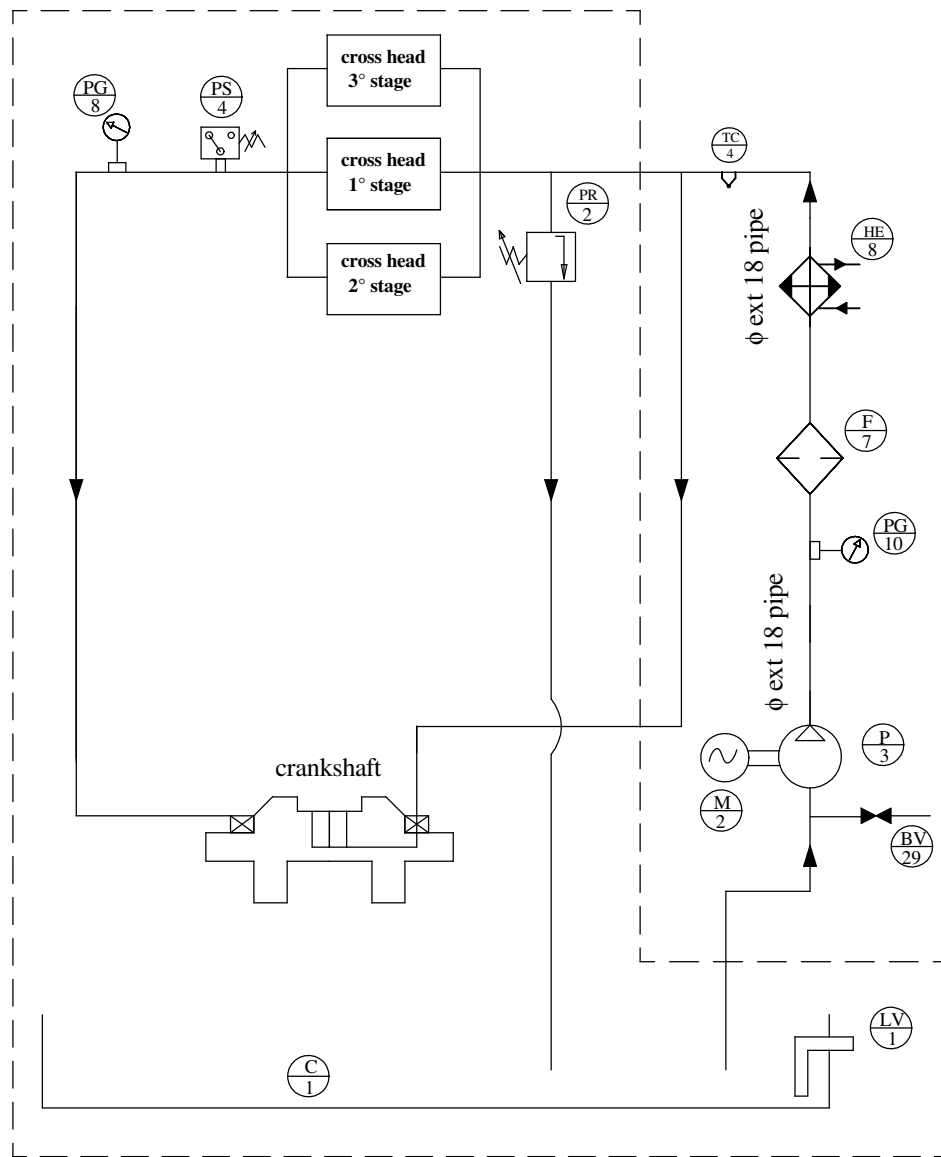 cross head
3° stage
PG
8
PS
4
cross head
1° stage
TC
4
PR
2
HE
8
cross head
2° stage
ϕ ext 18 pipe
F
7
PG
10
ϕ ext 18 pipe
P
3
crankshaft
M
2
BV
29
LV
1
C
1